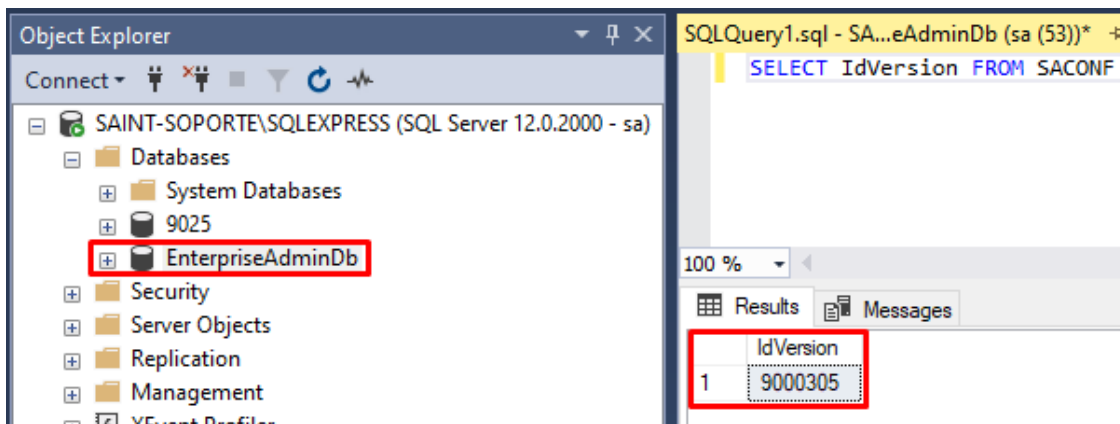 Object Explorer
Connect
SAINT-SOPORTE\SQLEXPRESS (SQL Server 12.0.2000 - sa)
Databases
System Databases
9025
EnterpriseAdminDb
Security
Server Objects
Replication
Management
XEvent Profiler
SQLQuery1.sql - SA...eAdminDb (sa (53))*
SELECT IdVersion FROM SACONF
100 %
Results
Messages
IdVersion
1 9000305